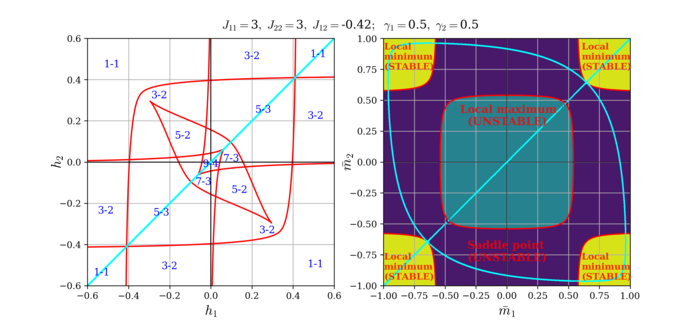 J₁₁ = 3, J₂₂ = 3, J₁₂ = -0.42; γ₁ = 0.5, γ₂ = 0.5
0.6
0.4
0.2
0.0
−0.2
−0.4
−0.6
h₂
1-1
3-2
1-1
3-2
5-3
3-2
5-2
9-4
7-3
7-3
5-2
3-2
5-3
3-2
1-1
3-2
1-1
−0.6
−0.4
−0.2
0.0
0.2
0.4
0.6
h₁
1.00
0.75
0.50
0.25
0.00
−0.25
−0.50
−0.75
−1.00
m̄₂
Local
minimum
(STABLE)
Local
minimum
(STABLE)
Local maximum
(UNSTABLE)
Saddle point
(UNSTABLE)
Local
minimum
(STABLE)
Local
minimum
(STABLE)
−1.00
−0.75
−0.50
−0.25
0.00
0.25
0.50
0.75
1.00
m̄₁